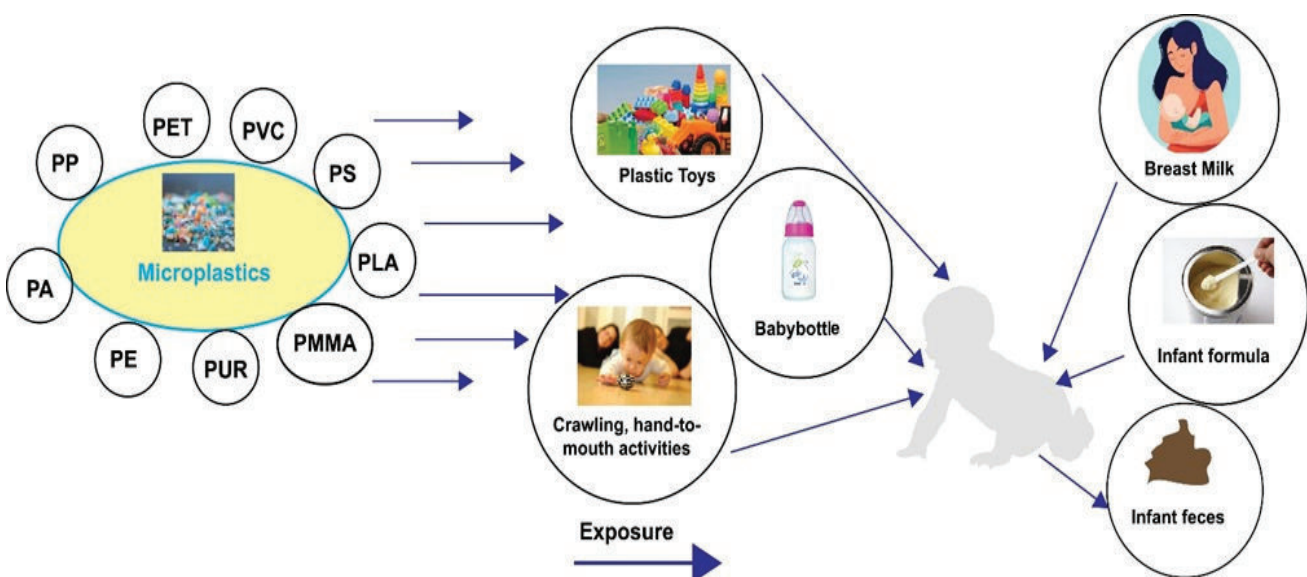 PET
PVC
PP
PS
Microplastics
PA
PLA
PE
PUR
PMMA
Plastic Toys
Babybottle
Crawling, hand-to-
mouth activities
Exposure
Breast Milk
Infant formula
Infant feces